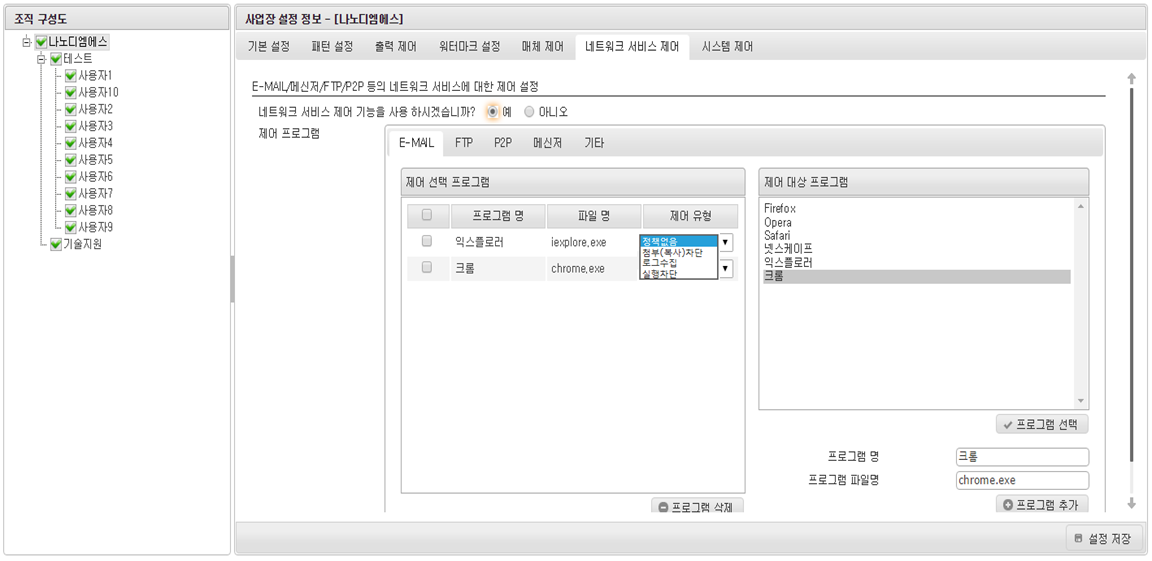 조직 구성도
나노디엠에스
테스트
사용자1
사용자10
사용자2
사용자3
사용자4
사용자5
사용자6
사용자7
사용자8
사용자9
기술지원
사업장 설정 정보 - [나노디엠에스]
기본 설정 패턴 설정 출력 제어 워터마크 설정 매체 제어 네트워크 서비스 제어 시스템 제어
E-MAIL/메신저/FTP/P2P 등의 네트워크 서비스에 대한 제어 설정
네트워크 서비스 제어 기능을 사용 하시겠습니까? 예 아니오
제어 프로그램
E-MAIL FTP P2P 메신저 기타
제어 선택 프로그램
프로그램 명 파일 명 제어 유형
익스플로러 iexplore.exe 정책없음
첨부(복사)차단
로그수집
실행차단
크롬 chrome.exe
프로그램 삭제
제어 대상 프로그램
Firefox
Opera
Safari
넷스케이프
익스플로러
크롬
프로그램 선택
프로그램 명 크롬
프로그램 파일명 chrome.exe
프로그램 추가
설정 저장